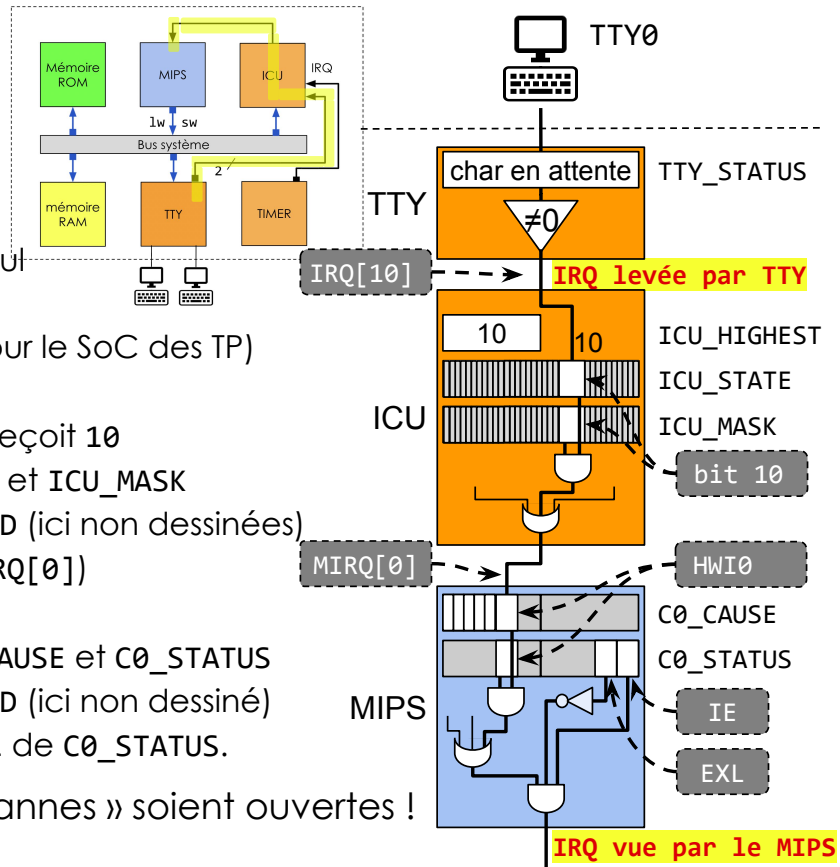 Mémoire
ROM
MIPS
ICU
IRQ
lw
sw
Bus système
2
mémoire
RAM
TTY
TIMER
ul
our le SoC des TP)
eçoit 10
et ICU_MASK
D (ici non dessinées)
RQ[0])
AUSE et C0_STATUS
D (ici non dessiné)
de C0_STATUS.
annes » soient ouvertes !
TTY0
TTY
char en attente
TTY_STATUS
≠0
IRQ[10]
IRQ levée par TTY
ICU
10
10
ICU_HIGHEST
ICU_STATE
ICU_MASK
bit 10
MIRQ[0]
HWI0
MIPS
C0_CAUSE
C0_STATUS
IE
EXL
IRQ vue par le MIPS